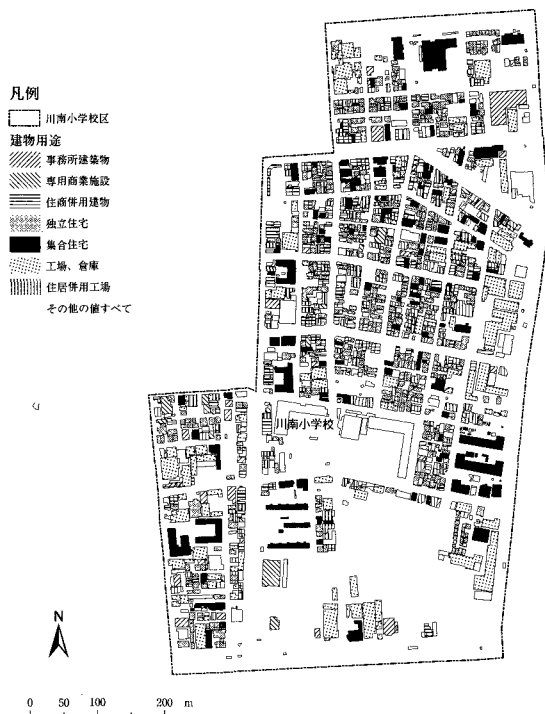 凡例
川南小学校区
建物用途
事務所建築物
専用商業施設
住商併用建物
独立住宅
集合住宅
工場、倉庫
住居併用工場
その他の値すべて
川南小学校
N
0 50 100 200 m